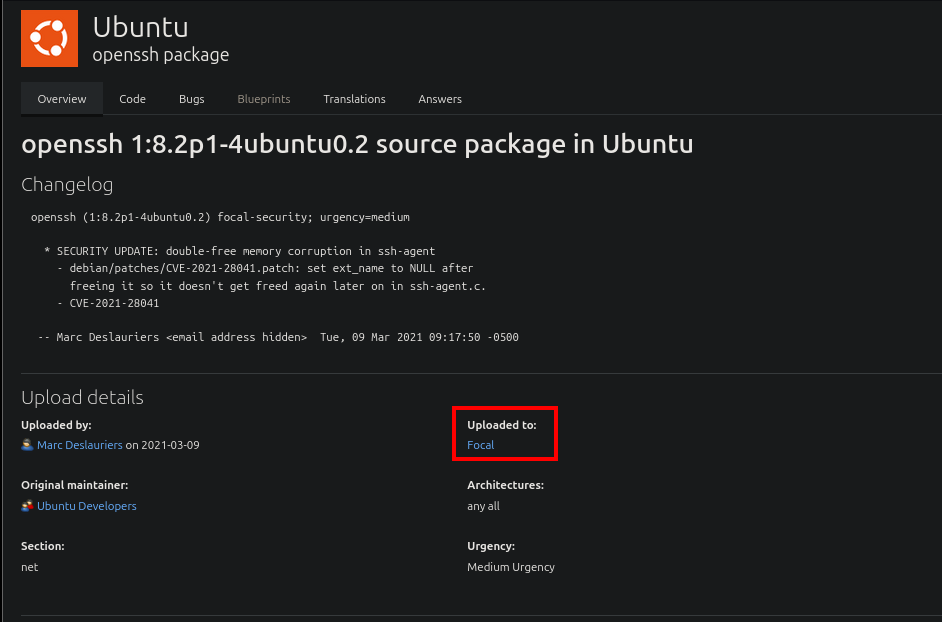 Ubuntu
openssh package
Overview Code Bugs Blueprints Translations Answers
openssh 1:8.2p1-4ubuntu0.2 source package in Ubuntu
Changelog
openssh (1:8.2p1-4ubuntu0.2) focal-security; urgency=medium
* SECURITY UPDATE: double-free memory corruption in ssh-agent
- debian/patches/CVE-2021-28041.patch: set ext_name to NULL after
freeing it so it doesn't get freed again later on in ssh-agent.c.
- CVE-2021-28041
-- Marc Deslauriers <email address hidden>  Tue, 09 Mar 2021 09:17:50 -0500
Upload details
Uploaded by:
Marc Deslauriers on 2021-03-09
Uploaded to:
Focal
Original maintainer:
Ubuntu Developers
Architectures:
any all
Section:
net
Urgency:
Medium Urgency